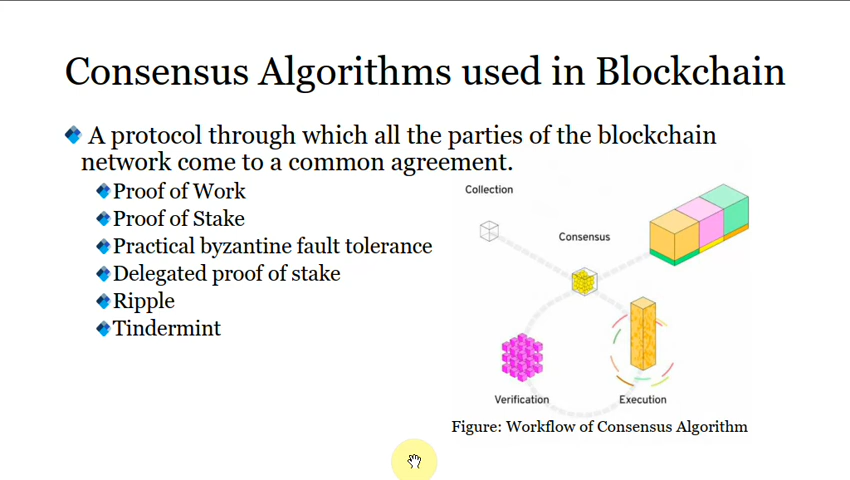 Consensus Algorithms used in Blockchain
A protocol through which all the parties of the blockchain
network come to a common agreement.
Proof of Work
Proof of Stake
Practical byzantine fault tolerance
Delegated proof of stake
Ripple
Tindermint
Collection
Consensus
Verification
Execution
Figure: Workflow of Consensus Algorithm